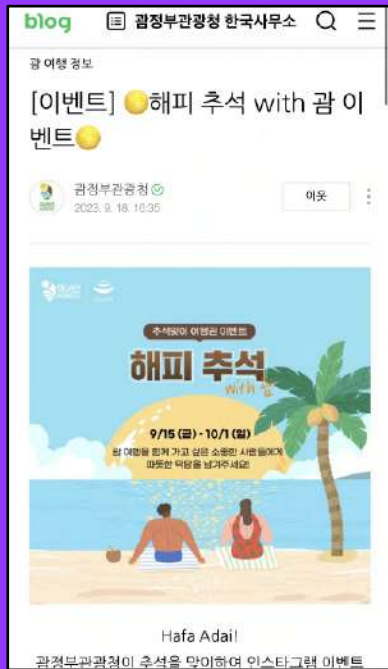 blog 괌정부관광청 한국사무소
괌 여행 정보
[이벤트] 🟡해피 추석 with 괌 이
벤트🟡
괌정부관광청
2023. 9. 18. 16:35
이웃
추석맞이 여행권 이벤트
해피 추석
with 괌
9/15 (금) - 10/1 (일)
괌 여행을 함께 가고 싶은 소중한 사람들에게
따뜻한 덕담을 남겨주세요!
Hafa Adai!
괌정부관광청이 추석을 맞이하여 인스타그램 이벤트